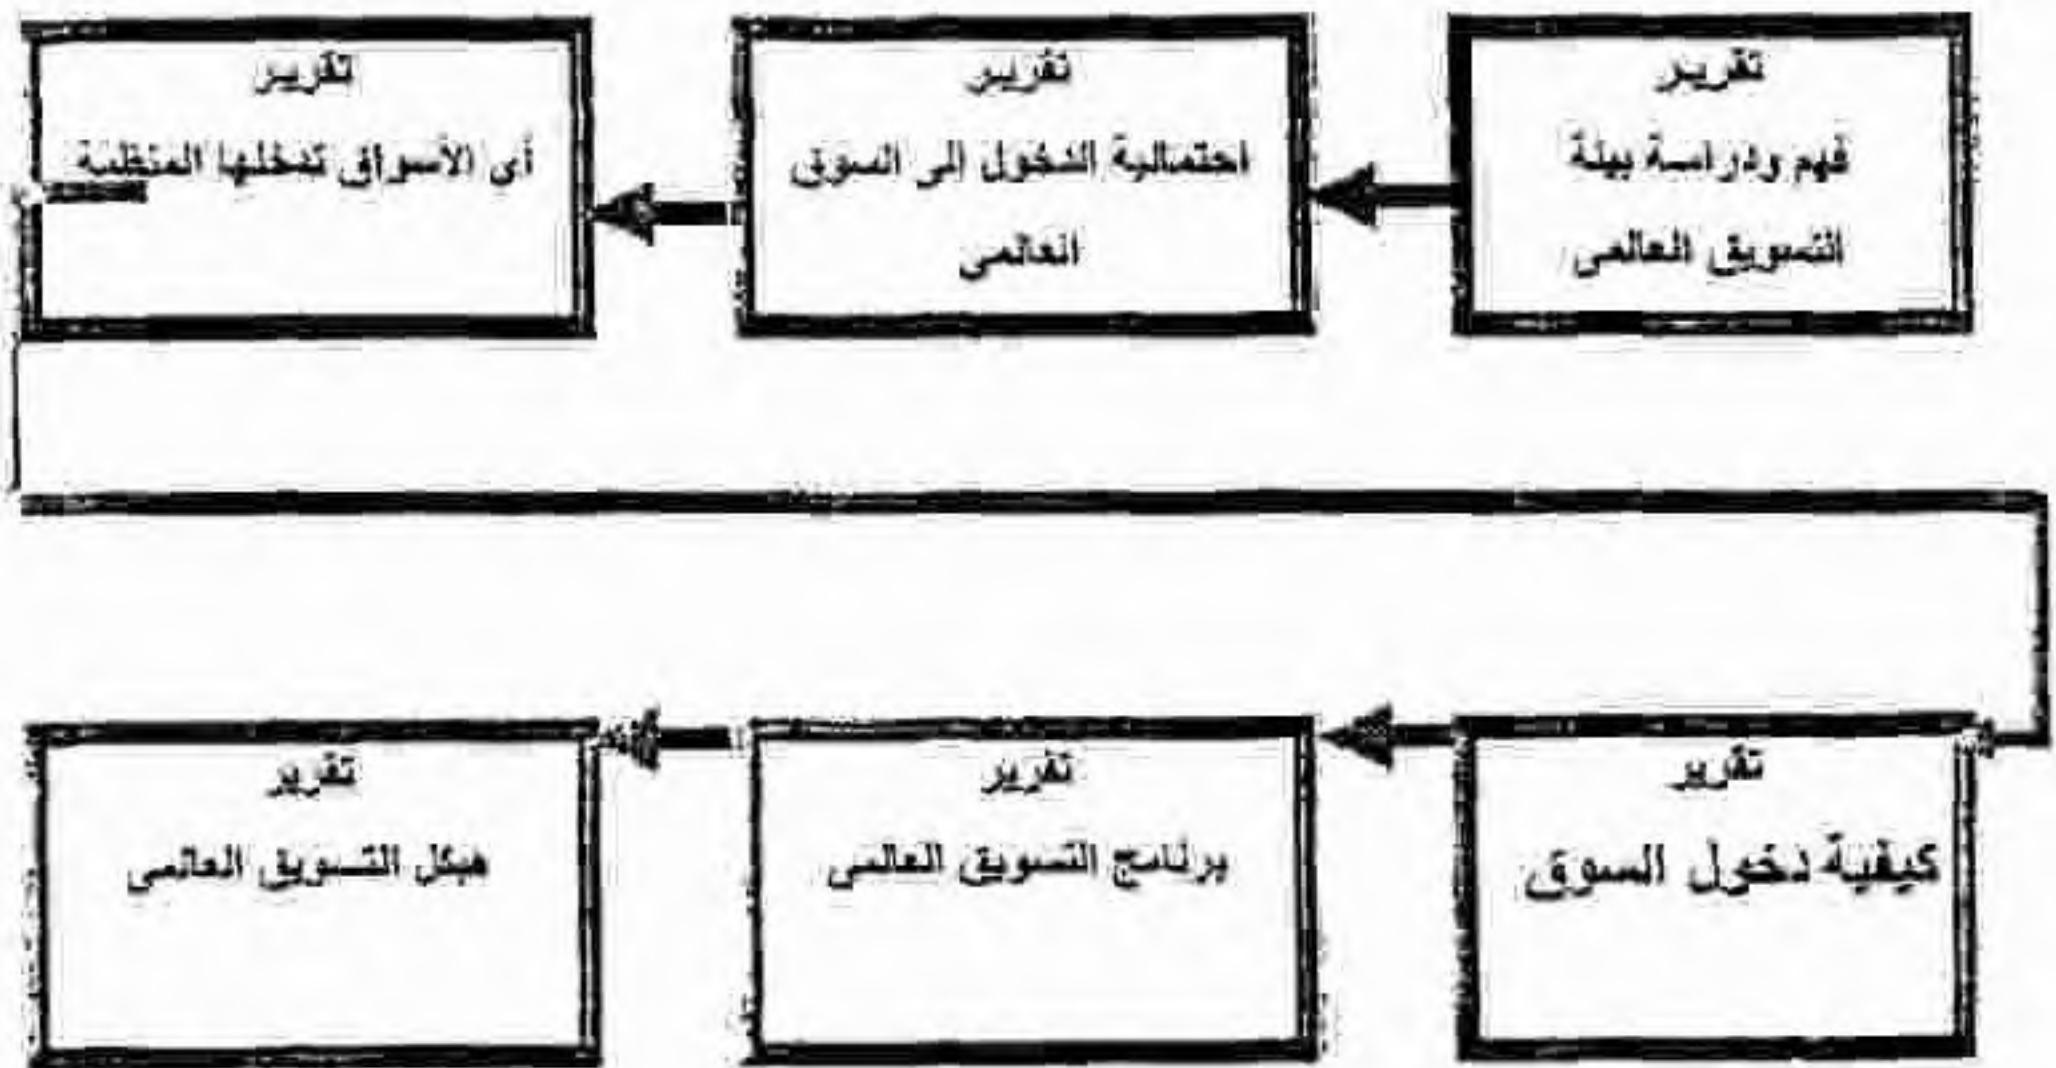 تقرير
فهم ودراسة بيئة
التسويق العالمى
تقرير
احتمالية الدخول إلى السوق
العالمى
تقرير
أي الأسواق تدخلها المنظمة
تقرير
كيفية دخول السوق
تقرير
برنامج التسويق العالمى
تقرير
هيكل التسويق العالمى